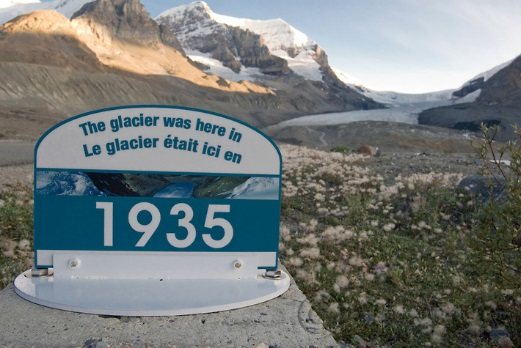 The glacier was here in
Le glacier était ici en
1935